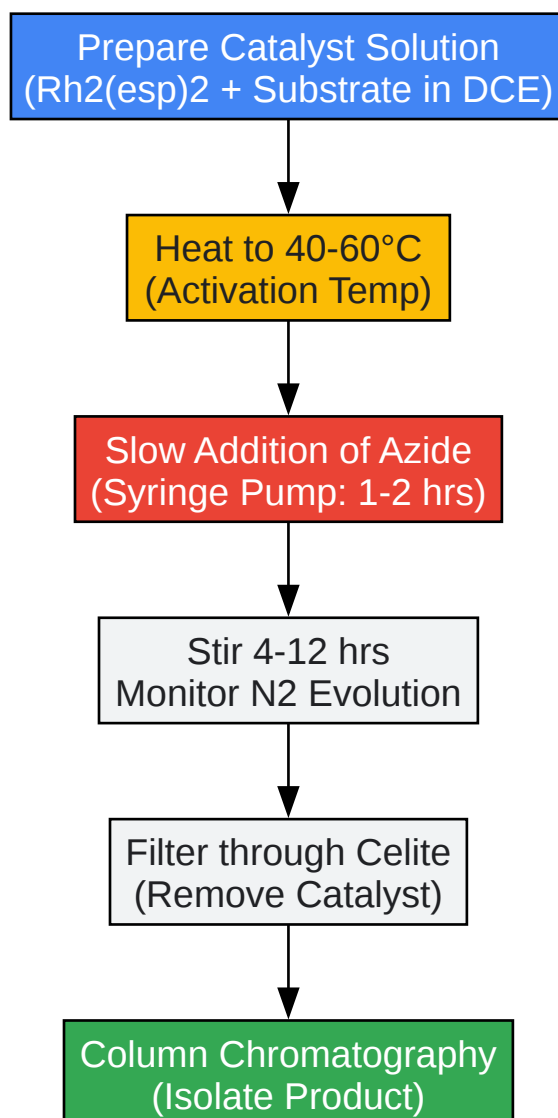 Prepare Catalyst Solution
(Rh2(esp)2 + Substrate in DCE)
Heat to 40-60°C
(Activation Temp)
Slow Addition of Azide
(Syringe Pump: 1-2 hrs)
Stir 4-12 hrs
Monitor N2 Evolution
Filter through Celite
(Remove Catalyst)
Column Chromatography
(Isolate Product)